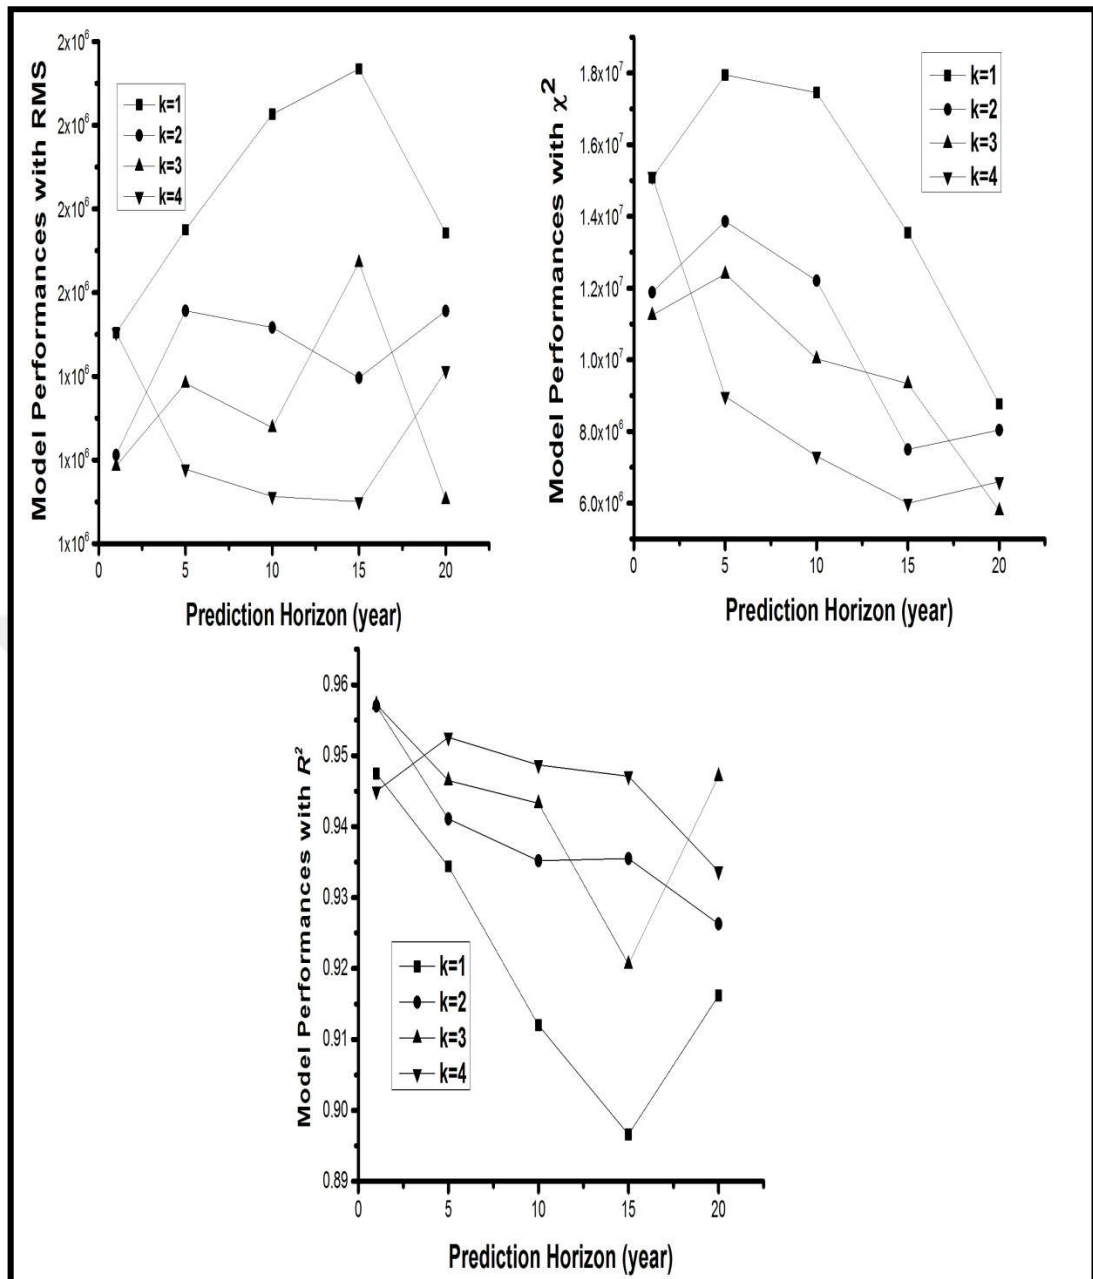 Model Performances with RMS
2x10⁶
2x10⁶
2x10⁶
2x10⁶
1x10⁶
1x10⁶
1x10⁶
k=1
k=2
k=3
k=4
0 5 10 15 20
Prediction Horizon (year)
Model Performances with χ²
1.8x10⁷
1.6x10⁷
1.4x10⁷
1.2x10⁷
1.0x10⁷
8.0x10⁶
6.0x10⁶
k=1
k=2
k=3
k=4
0 5 10 15 20
Prediction Horizon (year)
Model Performances with R²
0.96
0.95
0.94
0.93
0.92
0.91
0.90
0.89
k=1
k=2
k=3
k=4
0 5 10 15 20
Prediction Horizon (year)